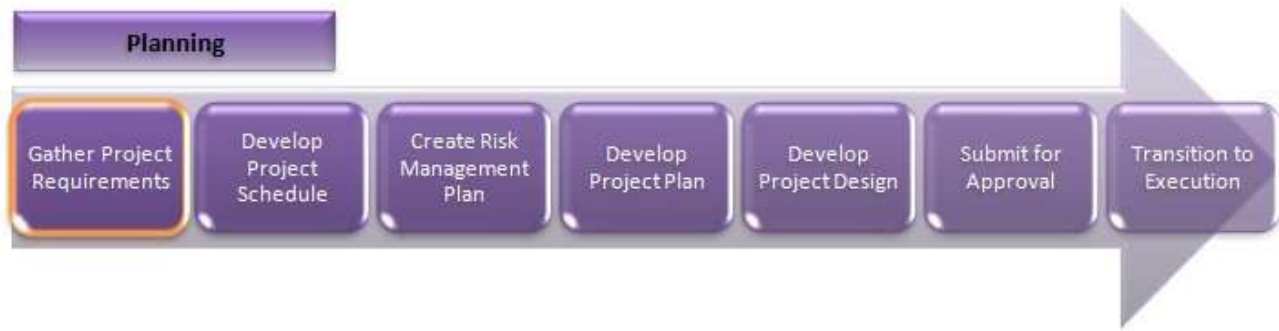 Planning
Gather Project
Requirements
Develop
Project
Schedule
Create Risk
Management
Plan
Develop
Project Plan
Develop
Project Design
Submit for
Approval
Transition to
Execution